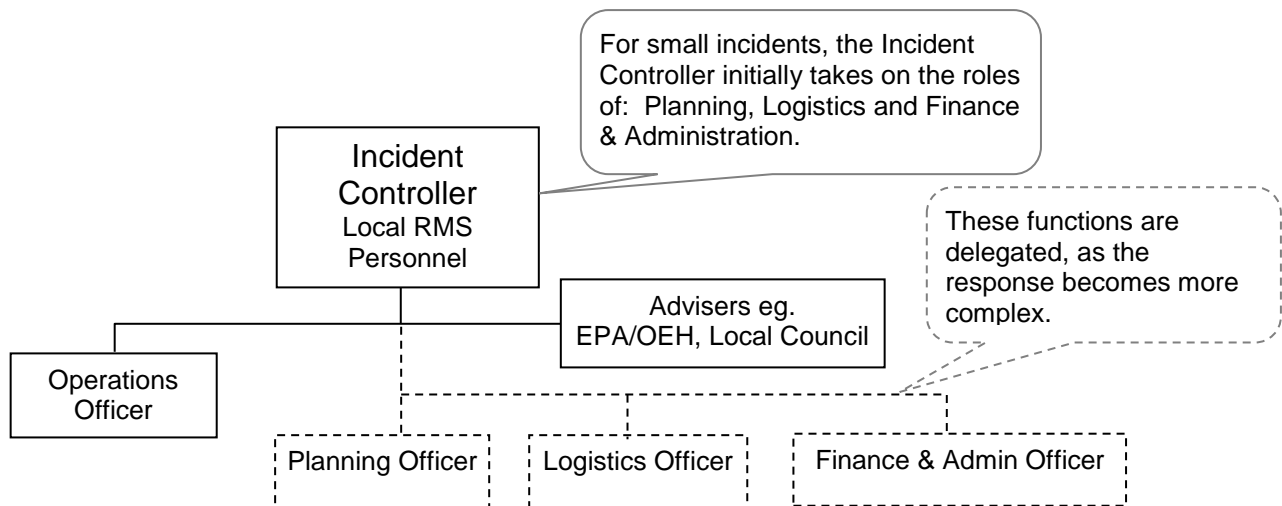 For small incidents, the Incident
Controller initially takes on the roles
of:  Planning, Logistics and Finance
& Administration.
Incident
Controller
Local RMS
Personnel
These functions are
delegated, as the
response becomes more
complex.
Advisers eg.
EPA/OEH, Local Council
Operations
Officer
Planning Officer
Logistics Officer
Finance & Admin Officer